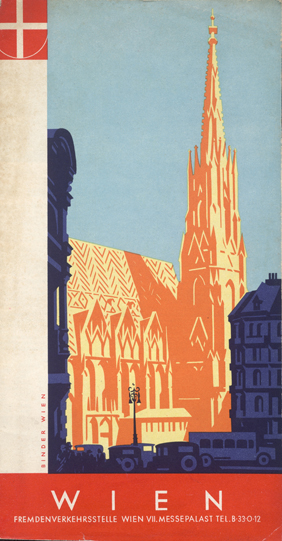 BINDER WIEN
WIEN
FREMDENVERKEHRSSTELLE WIEN VII. MESSEPALAST TEL. B-33-0-12